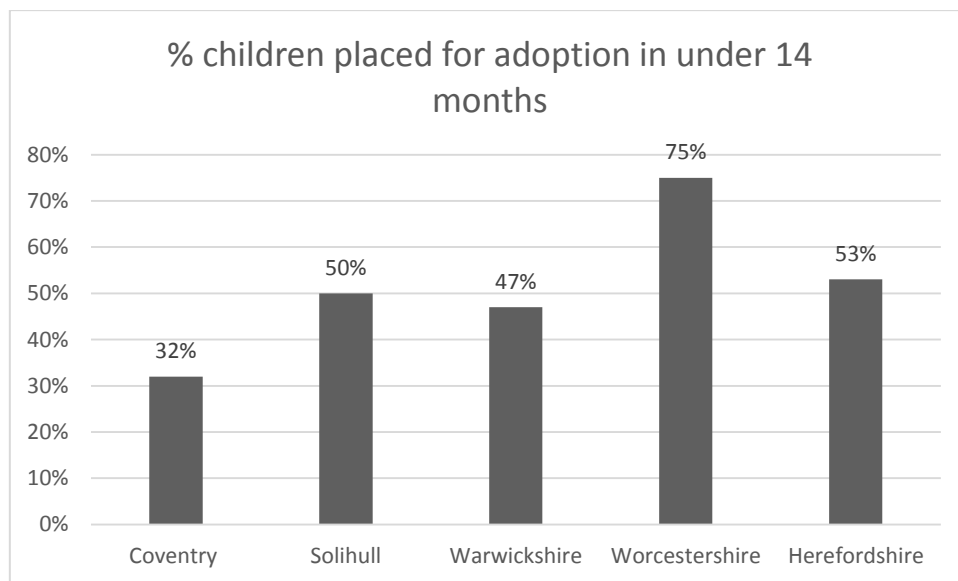 % children placed for adoption in under 14
months
80%
70%
60%
50%
40%
30%
20%
10%
0%
32%
50%
47%
75%
53%
Coventry
Solihull
Warwickshire
Worcestershire
Herefordshire